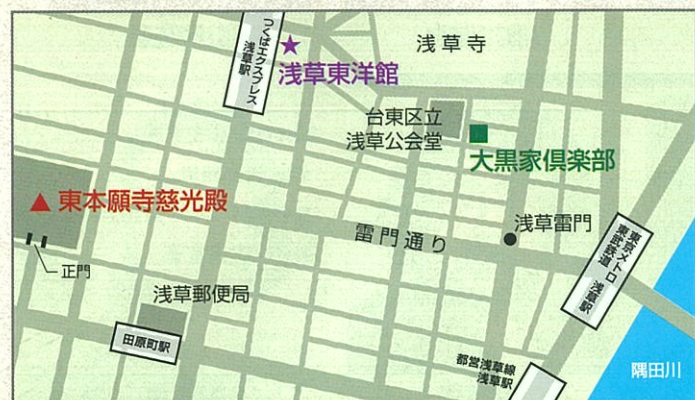 つくばエクスプレス
浅草駅
★
浅草東洋館
浅草寺
台東区立
浅草公会堂
■
大黒家倶楽部
▲ 東本願寺慈光殿
正門
雷門通り
浅草雷門
東京メトロ
東武鉄道
浅草駅
浅草郵便局
田原町駅
都営浅草線
浅草駅
隅田川